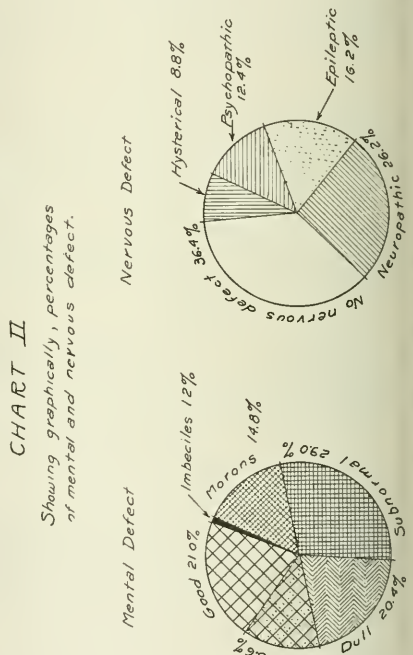 CHART II
Showing graphically, percentages
of mental and nervous defect.
Mental Defect
Nervous Defect
Good 21.0%
Imbeciles 1.2%
Morons 14.8%
Subnormal 29.0%
Dull 20.4%
Hysterical 8.8%
Psychopathic
12.4%
Epileptic
16.2%
Neuropathic 26.2%
No nervous defect 36.4%